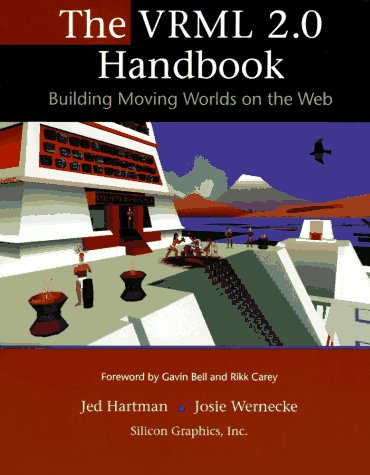 The VRML 2.0
Handbook
Building Moving Worlds on the Web
Foreword by Gavin Bell and Rikk Carey
Jed Hartman Josie Wernecke
Silicon Graphics, Inc.